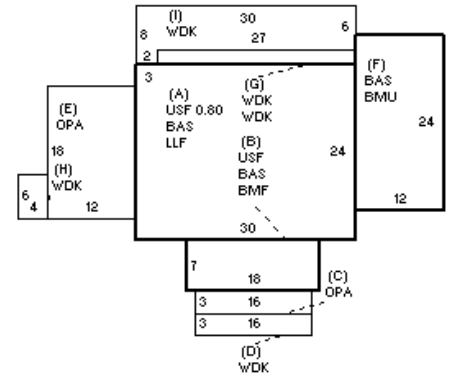 (I) 30 6
8 WDK
27
2
3
(F)
BAS
BMU
(A)
USF 0.80
BAS
LLF
(G)
WDK
WDK
(E)
OPA
24
18
(B)
USF
BAS
BMF
24
(H)
WDK
6
4 12
12
30
7
18
(C)
OPA
3 16
3 16
(D)
WDK